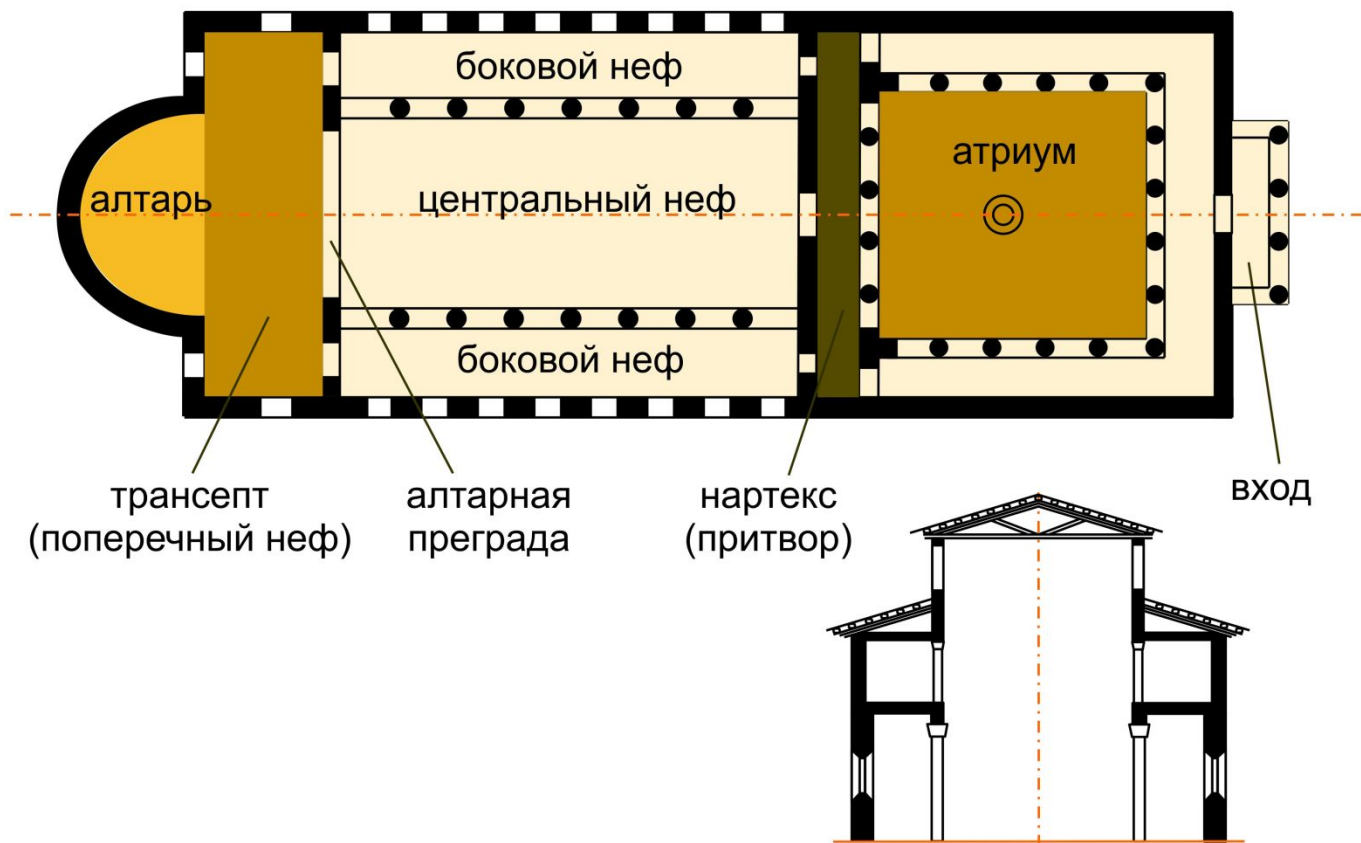 боковой неф
алтарь
центральный неф
атриум
боковой неф
трансепт
(поперечный неф)
алтарная
преграда
нартекс
(притвор)
вход